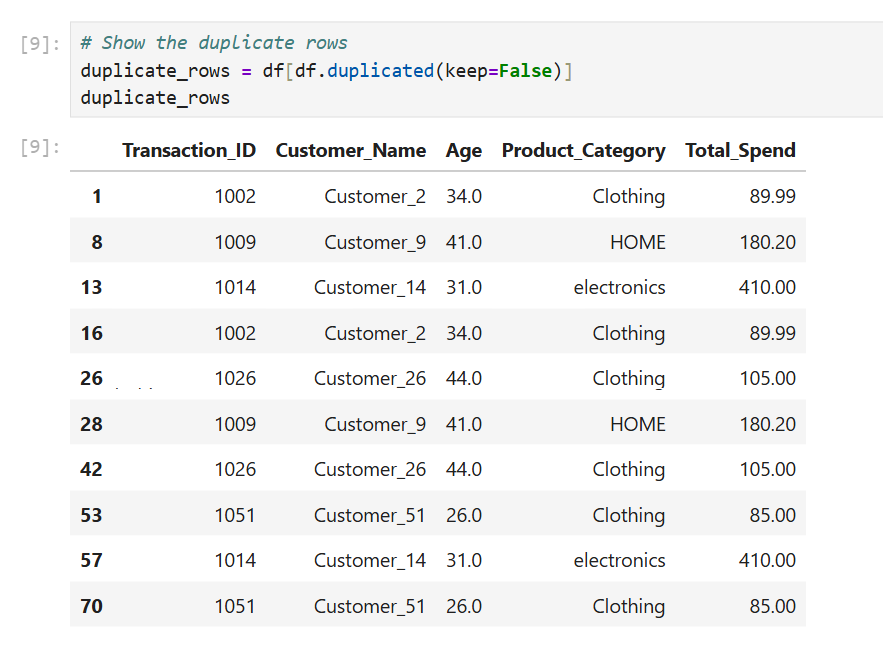 [9]: # Show the duplicate rows
duplicate_rows = df[df.duplicated(keep=False)]
duplicate_rows
[9]: Transaction_ID Customer_Name Age Product_Category Total_Spend
1 1002 Customer_2 34.0 Clothing 89.99
8 1009 Customer_9 41.0 HOME 180.20
13 1014 Customer_14 31.0 electronics 410.00
16 1002 Customer_2 34.0 Clothing 89.99
26 1026 Customer_26 44.0 Clothing 105.00
28 1009 Customer_9 41.0 HOME 180.20
42 1026 Customer_26 44.0 Clothing 105.00
53 1051 Customer_51 26.0 Clothing 85.00
57 1014 Customer_14 31.0 electronics 410.00
70 1051 Customer_51 26.0 Clothing 85.00